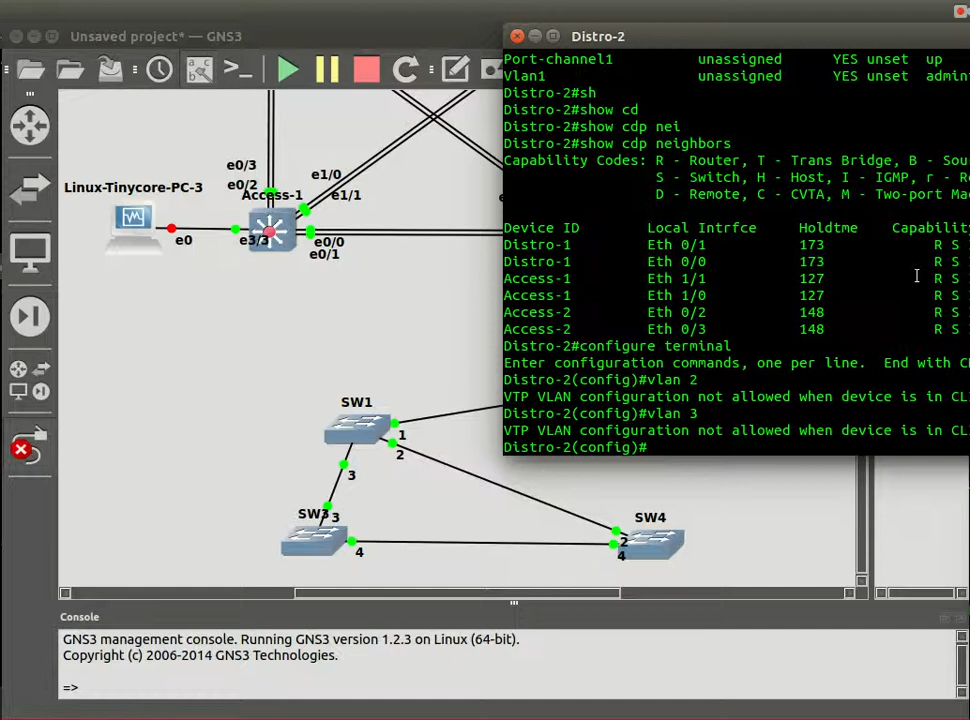 Unsaved project* — GNS3
Distro-2
Port-channel1 unassigned YES unset up
Vlan1 unassigned YES unset admin
Distro-2#sh
Distro-2#show cd
Distro-2#show cdp nei
Distro-2#show cdp neighbors
Capability Codes: R - Router, T - Trans Bridge, B - Sou
S - Switch, H - Host, I - IGMP, r - Re
D - Remote, C - CVTA, M - Two-port Ma
Device ID Local Intrfce Holdtme Capability
Distro-1 Eth 0/1 173 R S
Distro-1 Eth 0/0 173 R S
Access-1 Eth 1/1 127 R S
Access-1 Eth 1/0 127 R S
Access-2 Eth 0/2 148 R S
Access-2 Eth 0/3 148 R S
Distro-2#configure terminal
Enter configuration commands, one per line. End with
Distro-2(config)#vlan 2
VTP VLAN configuration not allowed when device is in
Distro-2(config)#vlan 3
VTP VLAN configuration not allowed when device is in
Distro-2(config)#
e0/3
e0/2
e1/0
Linux-Tinycore-PC-3
Access-1
e1/1
e0
e3/3
e0/0
e0/1
SW1
1
2
3
SW3
3
4
SW4
2
4
Console
GNS3 management console. Running GNS3 version 1.2.3 on Linux (64-bit).
Copyright (c) 2006-2014 GNS3 Technologies.
=>